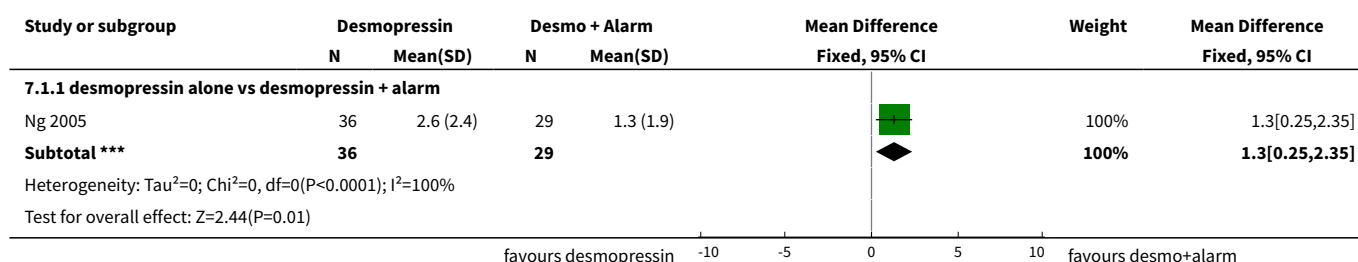 Study or subgroup Desmopressin Desmo + Alarm Mean Difference Weight Mean Difference
N Mean(SD) N Mean(SD) Fixed, 95% CI Fixed, 95% CI
7.1.1 desmopressin alone vs desmopressin + alarm
Ng 2005 36 2.6 (2.4) 29 1.3 (1.9) 100% 1.3[0.25,2.35]
Subtotal *** 36 29 100% 1.3[0.25,2.35]
Heterogeneity: Tau²=0; Chi²=0, df=0(P<0.0001); I²=100%
Test for overall effect: Z=2.44(P=0.01)
favours desmopressin -10 -5 0 5 10 favours desmo+alarm